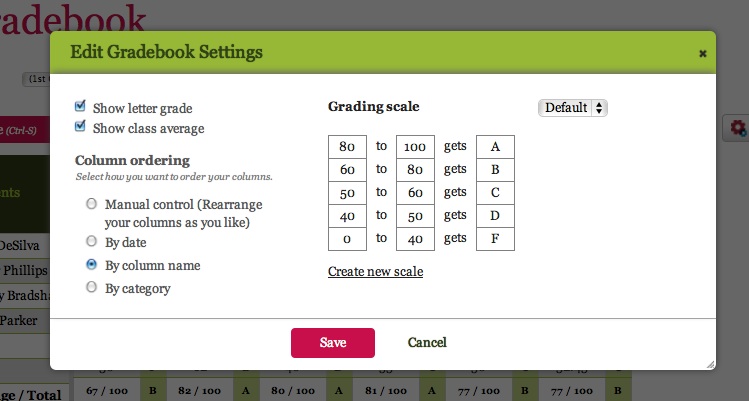 adebook
Edit Gradebook Settings
(1st
Show letter grade
Show class average
Grading scale
Default
(Ctrl-S)
Column ordering
Select how you want to order your columns.
80 to 100 gets A
60 to 80 gets B
50 to 60 gets C
40 to 50 gets D
0 to 40 gets F
nts
Manual control (Rearrange
your columns as you like)
By date
By column name
By category
DeSilva
Phillips
y Bradsha
Parker
Create new scale
Save
Cancel
ge / Total
67 / 100 B 82 / 100 A 80 / 100 A 81 / 100 A 77 / 100 B 77 / 100 B